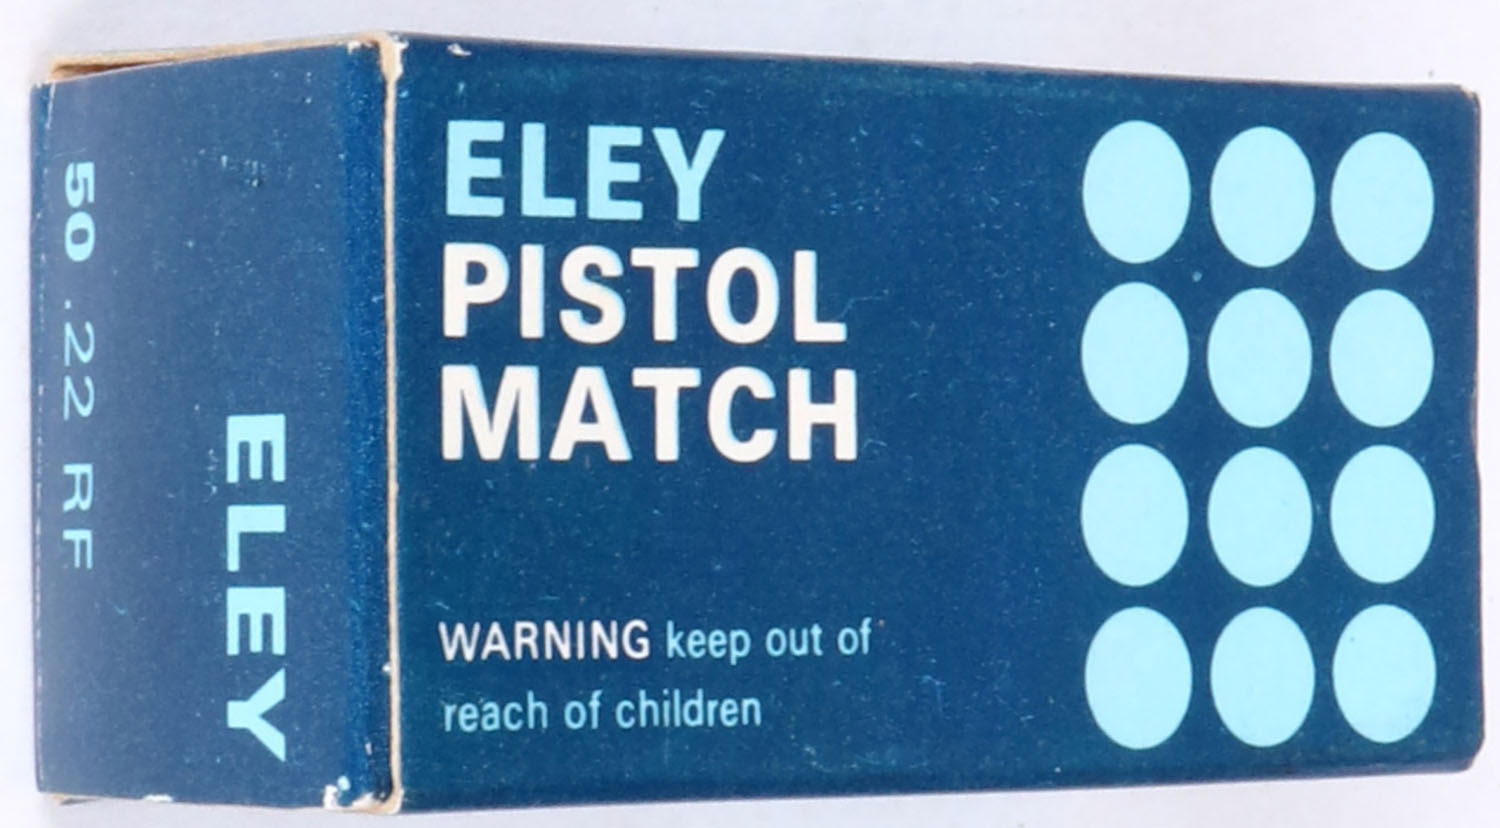 ELEY
PISTOL
MATCH
WARNING keep out of
reach of children
ELEY
50 .22 RF